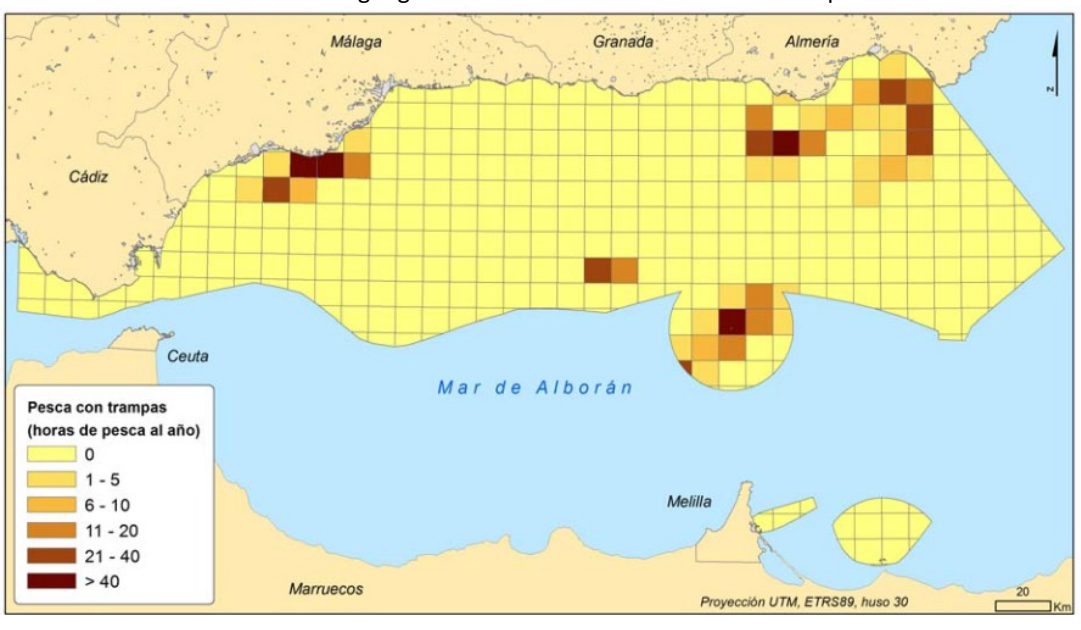 Málaga
Granada
Almería
N
Cádiz
Ceuta
Mar de Alborán
Pesca con trampas
(horas de pesca al año)
0
1 - 5
6 - 10
11 - 20
21 - 40
> 40
Melilla
Marruecos
Proyección UTM, ETRS89, huso 30
20
Km